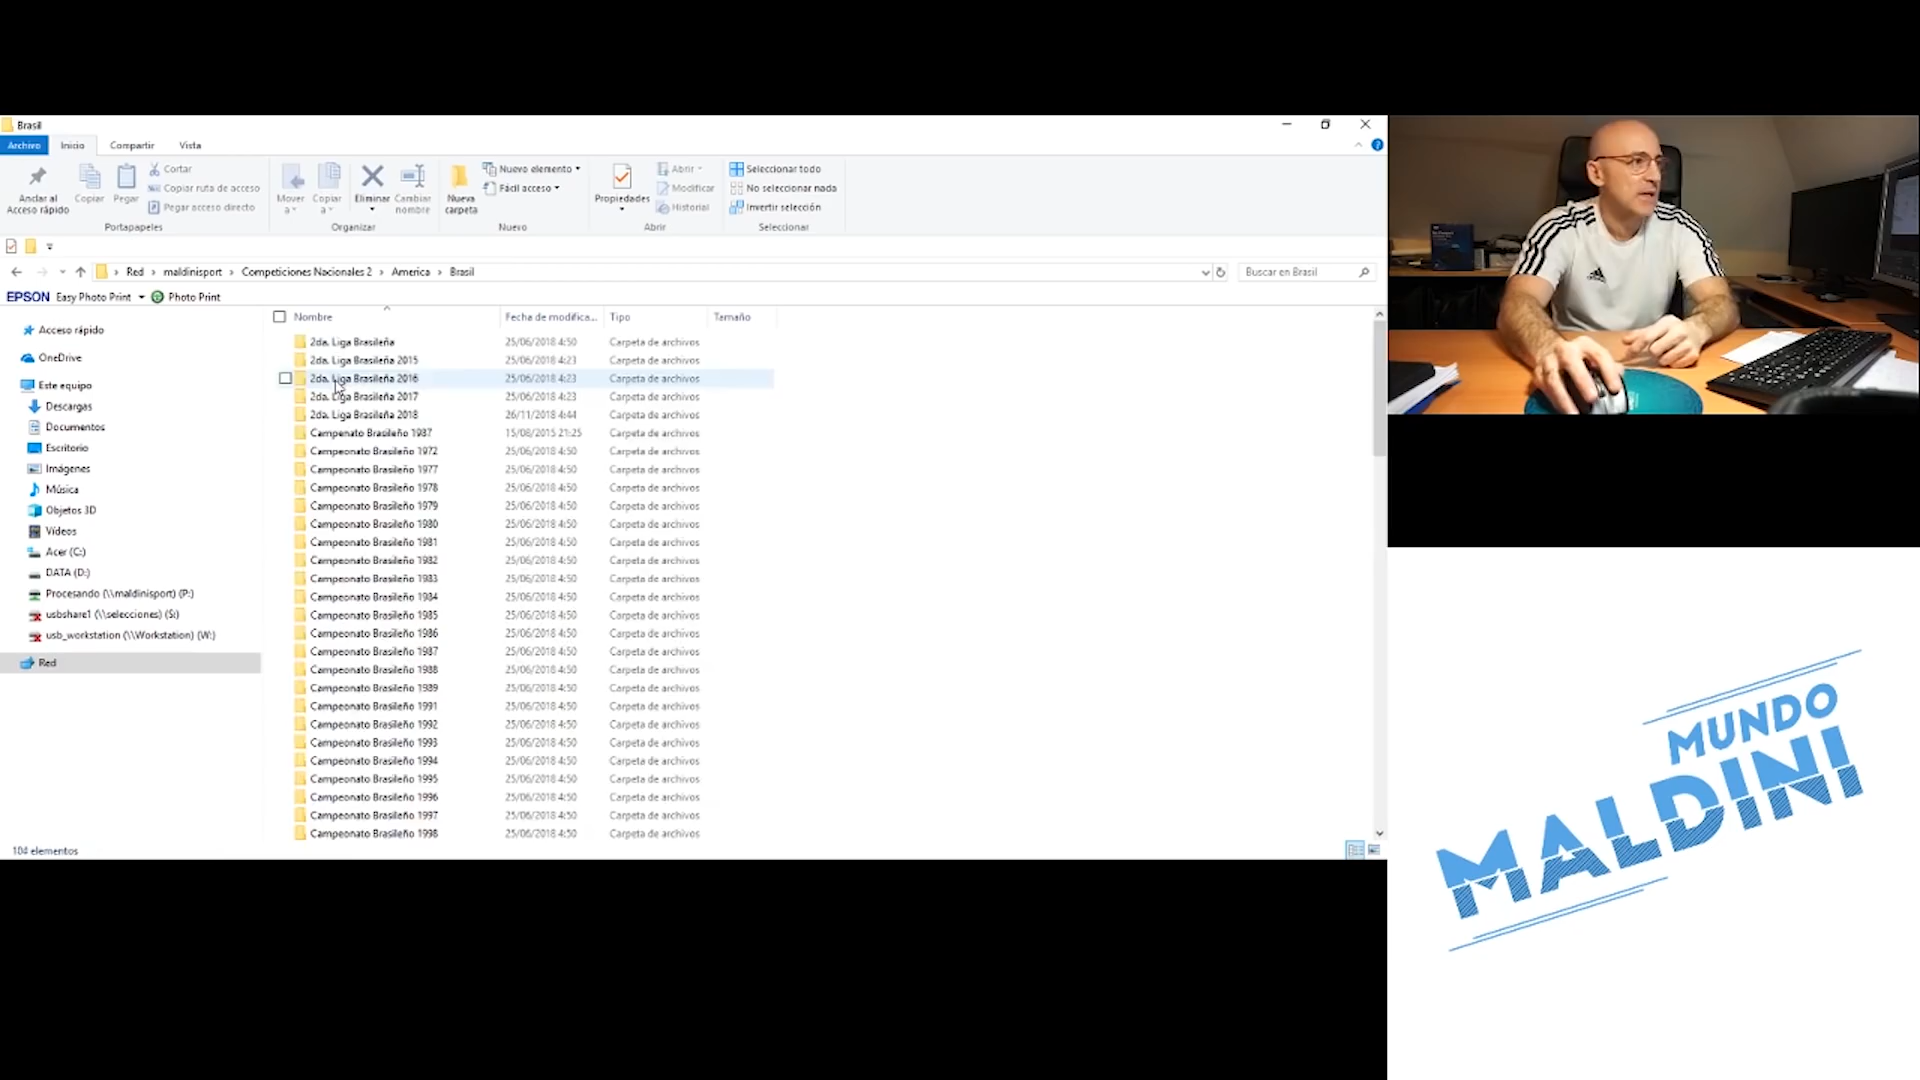 Brasil
Archivo Inicio Compartir Vista
Anclar al Acceso rápido
Copiar
Pegar
Cortar
Copiar ruta de acceso
Pegar acceso directo
Portapapeles
Mover a
Copiar a
Eliminar
Cambiar nombre
Organizar
Nueva carpeta
Nuevo elemento
Fácil acceso
Nuevo
Propiedades
Abrir
Modificar
Historial
Abrir
Seleccionar todo
No seleccionar nada
Invertir selección
Seleccionar
Red › maldinisport › Competiciones Nacionales 2 › America › Brasil
Buscar en Brasil
EPSON Easy Photo Print Photo Print
Acceso rápido
OneDrive
Este equipo
Descargas
Documentos
Escritorio
Imágenes
Música
Objetos 3D
Vídeos
Acer (C:)
DATA (D:)
Procesando (\\maldinisport) (P:)
usbshare1 (\\selecciones) (S:)
usb_workstation (\\Workstation) (W:)
Red
Nombre Fecha de modifica... Tipo Tamaño
2da. Liga Brasileña 25/06/2018 4:50 Carpeta de archivos
2da. Liga Brasileña 2015 25/06/2018 4:23 Carpeta de archivos
2da. Liga Brasileña 2016 25/06/2018 4:23 Carpeta de archivos
2da. Liga Brasileña 2017 25/06/2018 4:23 Carpeta de archivos
2da. Liga Brasileña 2018 26/11/2018 4:44 Carpeta de archivos
Campenato Brasileño 1987 15/08/2015 21:25 Carpeta de archivos
Campeonato Brasileño 1972 25/06/2018 4:50 Carpeta de archivos
Campeonato Brasileño 1977 25/06/2018 4:50 Carpeta de archivos
Campeonato Brasileño 1978 25/06/2018 4:50 Carpeta de archivos
Campeonato Brasileño 1979 25/06/2018 4:50 Carpeta de archivos
Campeonato Brasileño 1980 25/06/2018 4:50 Carpeta de archivos
Campeonato Brasileño 1981 25/06/2018 4:50 Carpeta de archivos
Campeonato Brasileño 1982 25/06/2018 4:50 Carpeta de archivos
Campeonato Brasileño 1983 25/06/2018 4:50 Carpeta de archivos
Campeonato Brasileño 1984 25/06/2018 4:50 Carpeta de archivos
Campeonato Brasileño 1985 25/06/2018 4:50 Carpeta de archivos
Campeonato Brasileño 1986 25/06/2018 4:50 Carpeta de archivos
Campeonato Brasileño 1987 25/06/2018 4:50 Carpeta de archivos
Campeonato Brasileño 1988 25/06/2018 4:50 Carpeta de archivos
Campeonato Brasileño 1989 25/06/2018 4:50 Carpeta de archivos
Campeonato Brasileño 1991 25/06/2018 4:50 Carpeta de archivos
Campeonato Brasileño 1992 25/06/2018 4:50 Carpeta de archivos
Campeonato Brasileño 1993 25/06/2018 4:50 Carpeta de archivos
Campeonato Brasileño 1994 25/06/2018 4:50 Carpeta de archivos
Campeonato Brasileño 1995 25/06/2018 4:50 Carpeta de archivos
Campeonato Brasileño 1996 25/06/2018 4:50 Carpeta de archivos
Campeonato Brasileño 1997 25/06/2018 4:50 Carpeta de archivos
Campeonato Brasileño 1998 25/06/2018 4:50 Carpeta de archivos
104 elementos
MUNDO
MALDINI